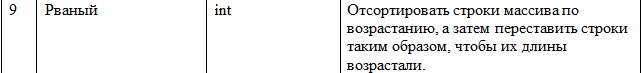 9 Рваный int Отсортировать строки массива по
возрастанию, а затем переставить строки
таким образом, чтобы их длины
возрастали.